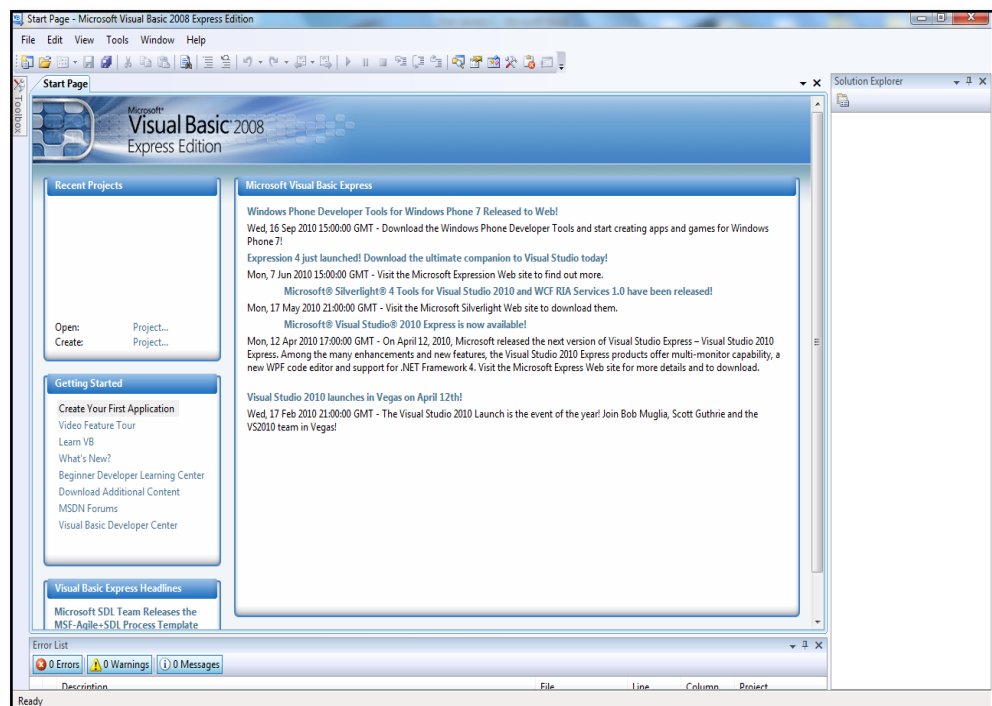 Start Page - Microsoft Visual Basic 2008 Express Edition
File Edit View Tools Window Help
Toolbox
Start Page
Microsoft®
Visual Basic® 2008
Express Edition
Recent Projects
Open: Project...
Create: Project...
Getting Started
Create Your First Application
Video Feature Tour
Learn VB
What's New?
Beginner Developer Learning Center
Download Additional Content
MSDN Forums
Visual Basic Developer Center
Visual Basic Express Headlines
Microsoft SDL Team Releases the
MSF-Agile+SDL Process Template
Microsoft Visual Basic Express
Windows Phone Developer Tools for Windows Phone 7 Released to Web!
Wed, 16 Sep 2010 15:00:00 GMT - Download the Windows Phone Developer Tools and start creating apps and games for Windows
Phone 7!
Expression 4 just launched! Download the ultimate companion to Visual Studio today!
Mon, 7 Jun 2010 15:00:00 GMT - Visit the Microsoft Expression Web site to find out more.
Microsoft® Silverlight® 4 Tools for Visual Studio 2010 and WCF RIA Services 1.0 have been released!
Mon, 17 May 2010 21:00:00 GMT - Visit the Microsoft Silverlight Web site to download them.
Microsoft® Visual Studio® 2010 Express is now available!
Mon, 12 Apr 2010 17:00:00 GMT - On April 12, 2010, Microsoft released the next version of Visual Studio Express – Visual Studio 2010
Express. Among the many enhancements and new features, the Visual Studio 2010 Express products offer multi-monitor capability, a
new WPF code editor and support for .NET Framework 4. Visit the Microsoft Express Web site for more details and to download.
Visual Studio 2010 launches in Vegas on April 12th!
Wed, 17 Feb 2010 21:00:00 GMT - The Visual Studio 2010 Launch is the event of the year! Join Bob Muglia, Scott Guthrie and the
VS2010 team in Vegas!
Solution Explorer
Error List
0 Errors 0 Warnings 0 Messages
Description File Line Column Project
Ready